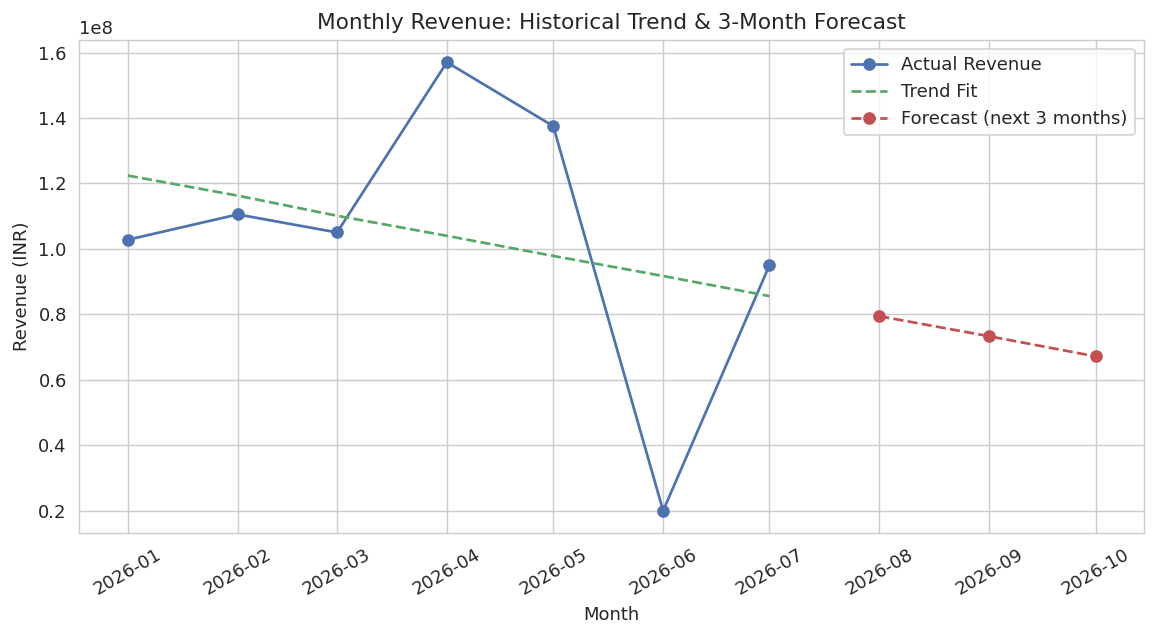 Monthly Revenue: Historical Trend & 3-Month Forecast
1e8
Actual Revenue
Trend Fit
Forecast (next 3 months)
Revenue (INR)
1.6
1.4
1.2
1.0
0.8
0.6
0.4
0.2
2026-01
2026-02
2026-03
2026-04
2026-05
2026-06
2026-07
2026-08
2026-09
2026-10
Month